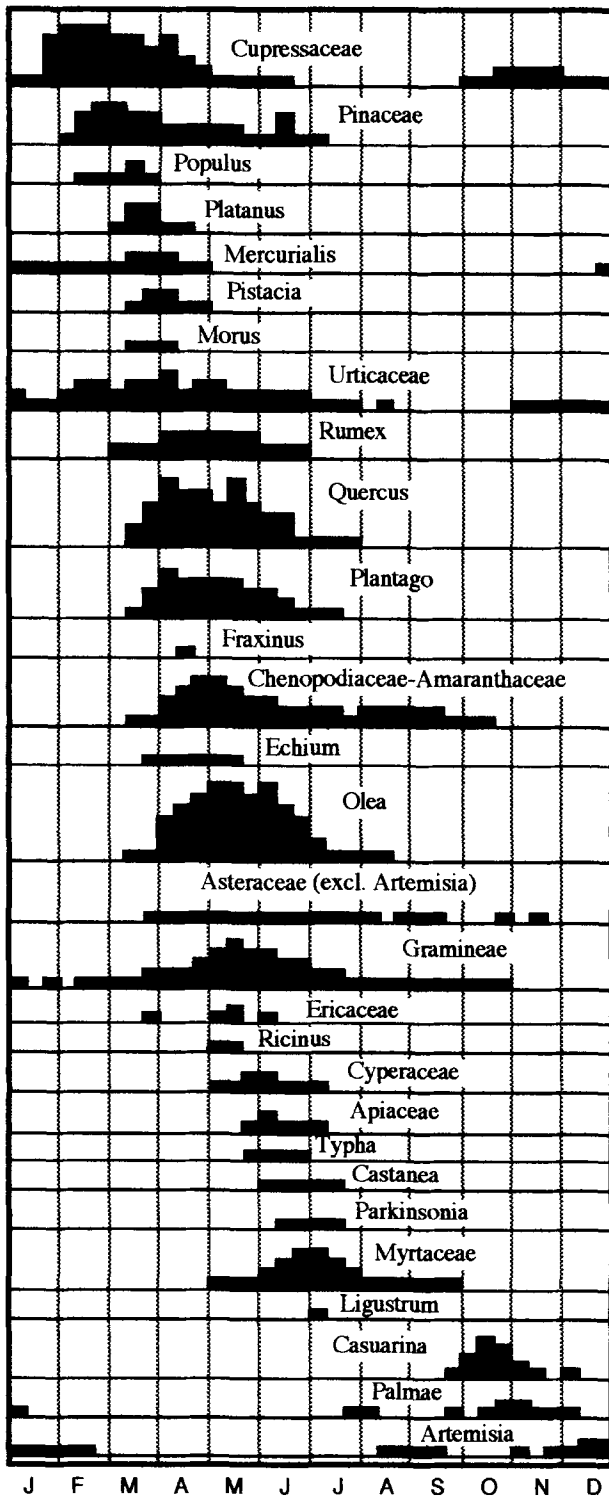 Cupressaceae
Pinaceae
Populus
Platanus
Mercurialis
Pistacia
Morus
Urticaceae
Rumex
Quercus
Plantago
Fraxinus
Chenopodiaceae-Amaranthaceae
Echium
Olea
Asteraceae (excl. Artemisia)
Gramineae
Ericaceae
Ricinus
Cyperaceae
Apiaceae
Typha
Castanea
Parkinsonia
Myrtaceae
Ligustrum
Casuarina
Palmae
Artemisia
J F M A M J J A S O N D